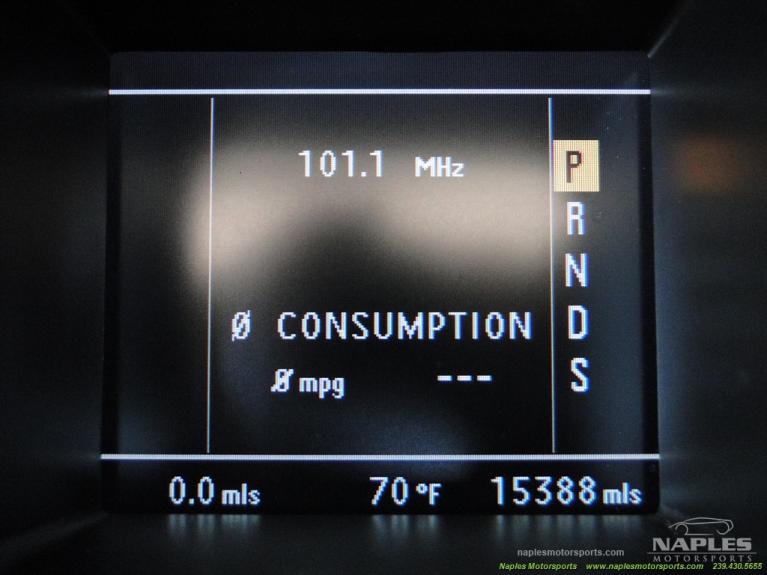 101.1 MHz
P
R
N
Ø CONSUMPTION D
Ø mpg --- S
0.0 mls 70 °F 15388 mls
naplesmotorsports.com
NAPLES
MOTORSPORTS
Naples Motorsports www.naplesmotorsports.com 239.430.5655